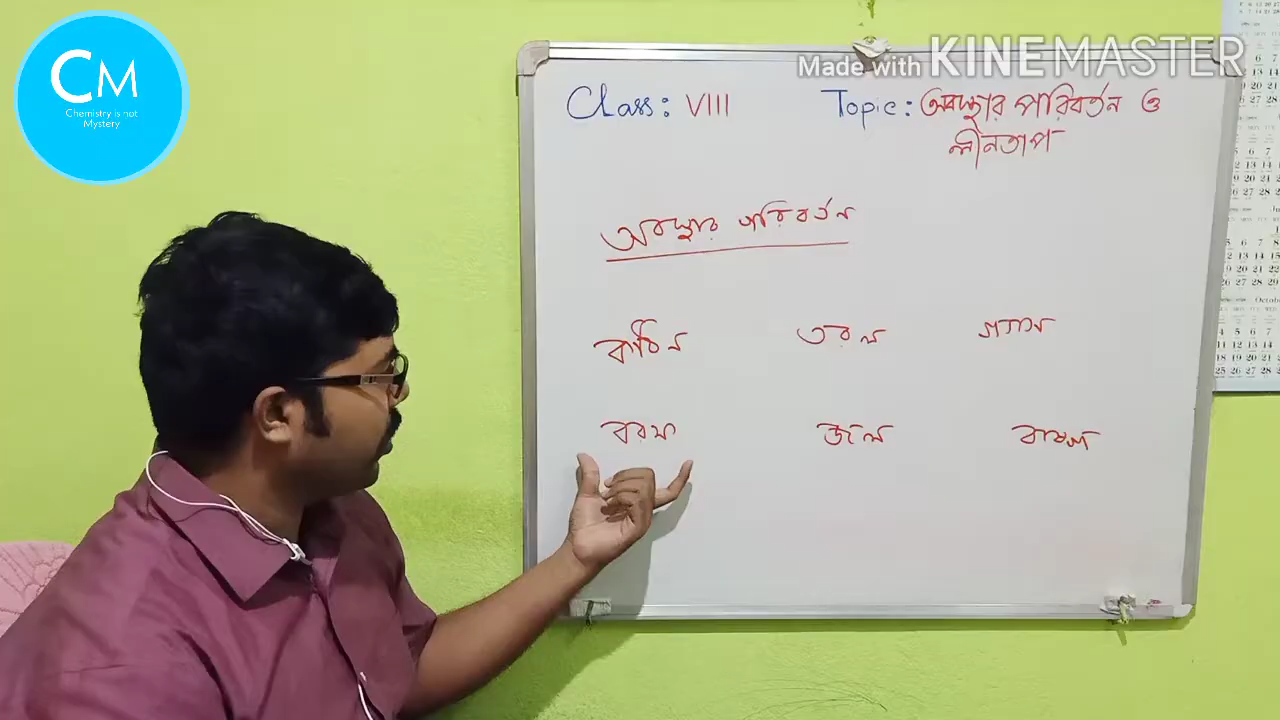 CM
Chemistry is not
Mystery
Made with KINEMASTER
Class: VIII Topic: অবস্থার পরিবর্তন ও
লীনতাপ
অবস্থার পরিবর্তন
কঠিন তরল গ্যাস
বরফ জল বাষ্প